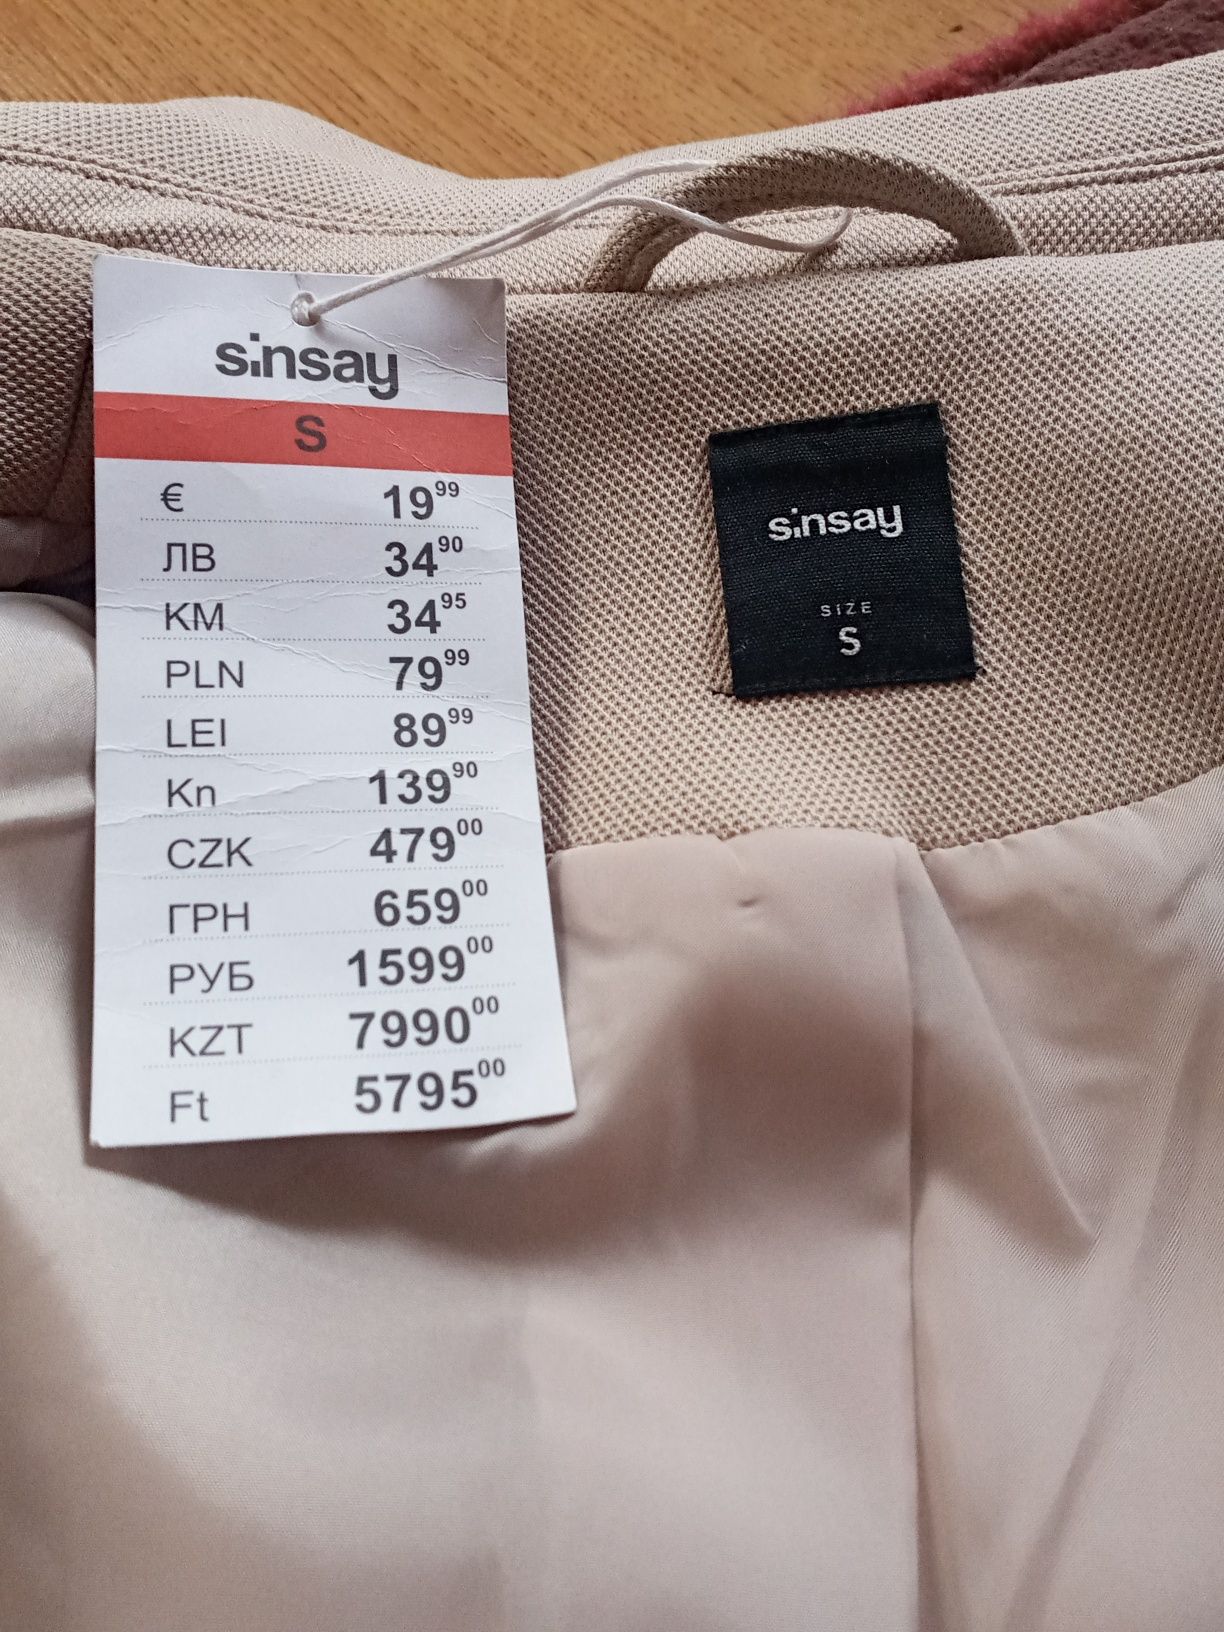 sinsay
S
€ 19⁹⁹
ЛВ 34⁹⁰
KM 34⁹⁵
PLN 79⁹⁹
LEI 89⁹⁹
Kn 139⁹⁰
CZK 479⁰⁰
ГРН 659⁰⁰
РУБ 1599⁰⁰
KZT 7990⁰⁰
Ft 5795⁰⁰
sinsay
SIZE
S